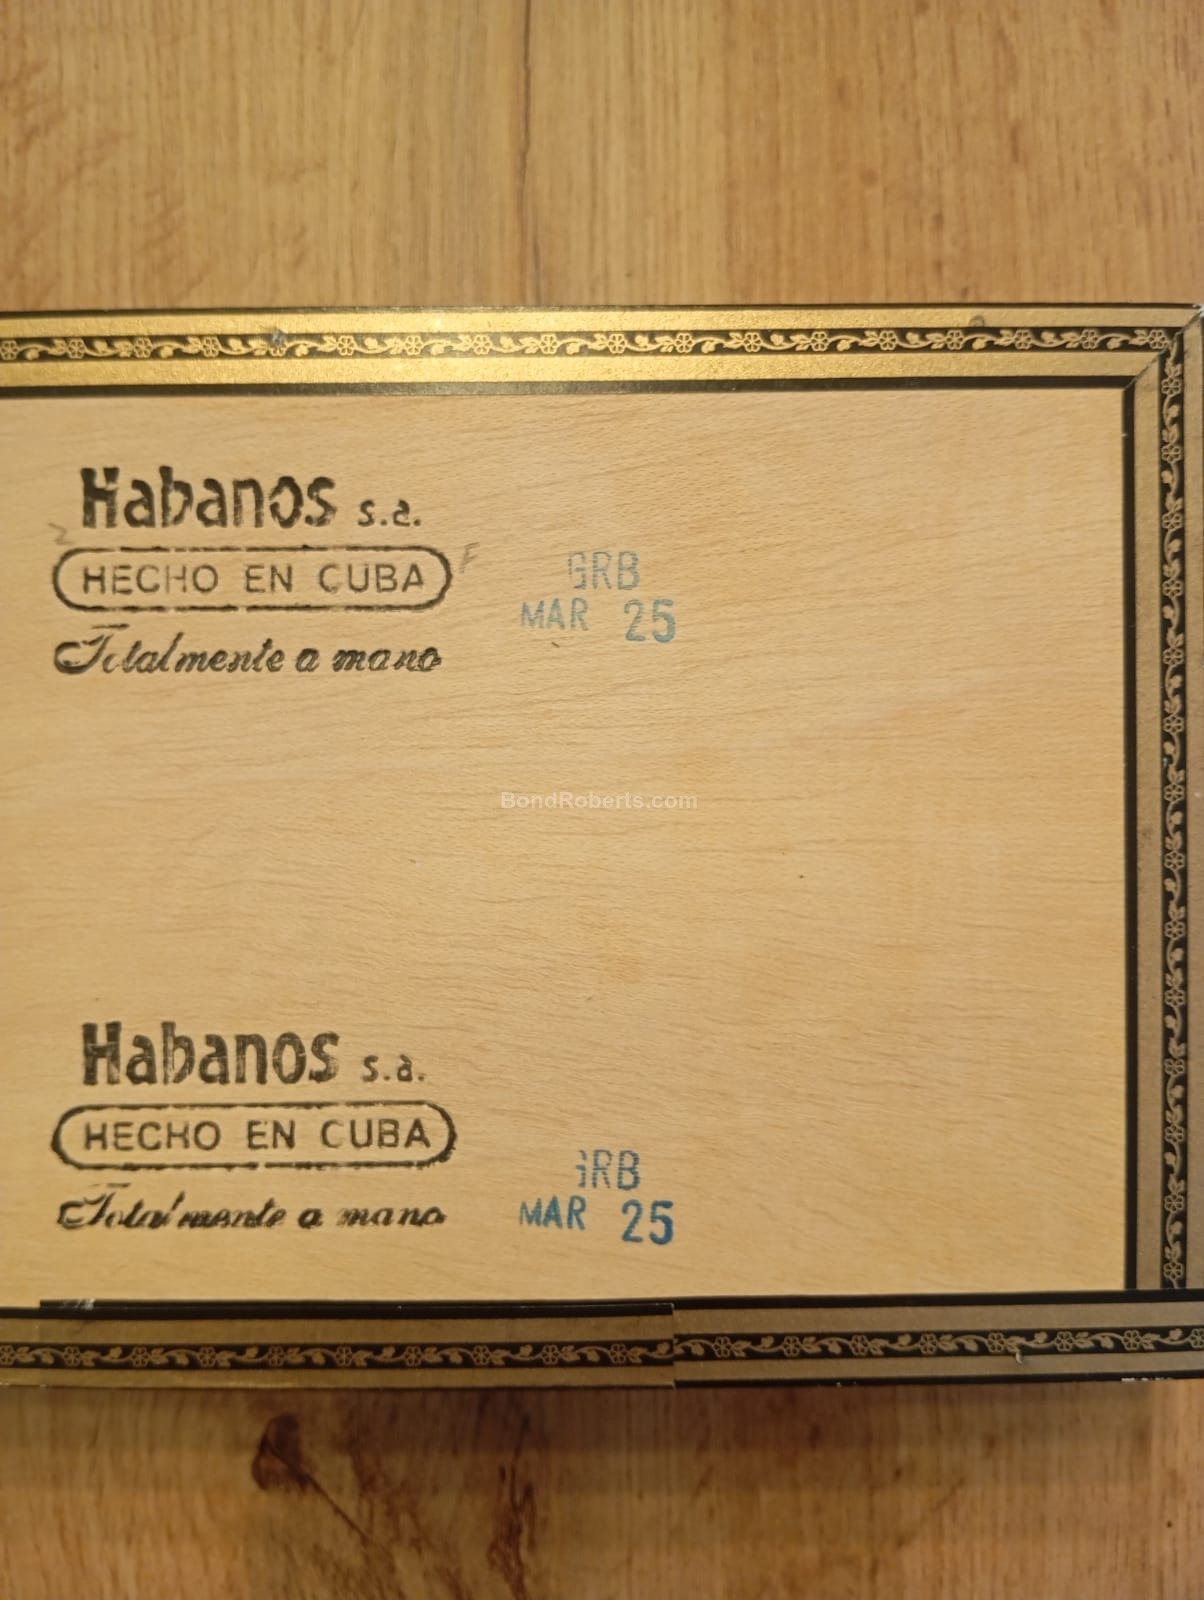 Habanos s.a.
HECHO EN CUBA
Totalmente a mano
GRB
MAR 25
BondRoberts.com
Habanos s.a.
HECHO EN CUBA
Totalmente a mano
GRB
MAR 25